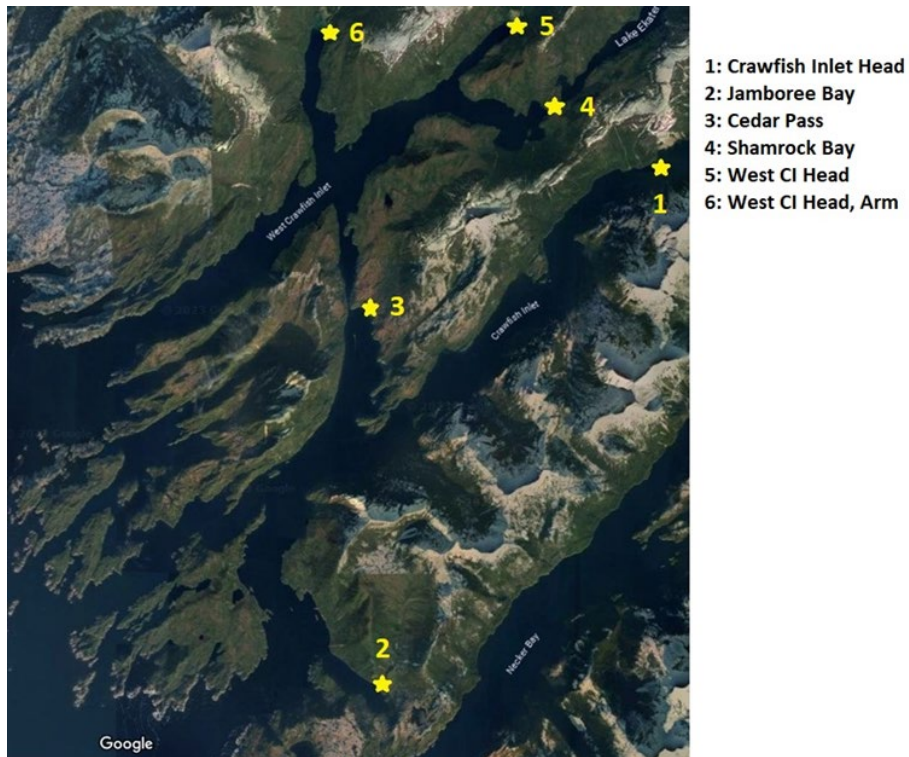 6
5
Lake Ekater
4
1
West Crawfish Inlet
3
Crawfish Inlet
2
Necker Bay
Google
1: Crawfish Inlet Head
2: Jamboree Bay
3: Cedar Pass
4: Shamrock Bay
5: West CI Head
6: West CI Head, Arm